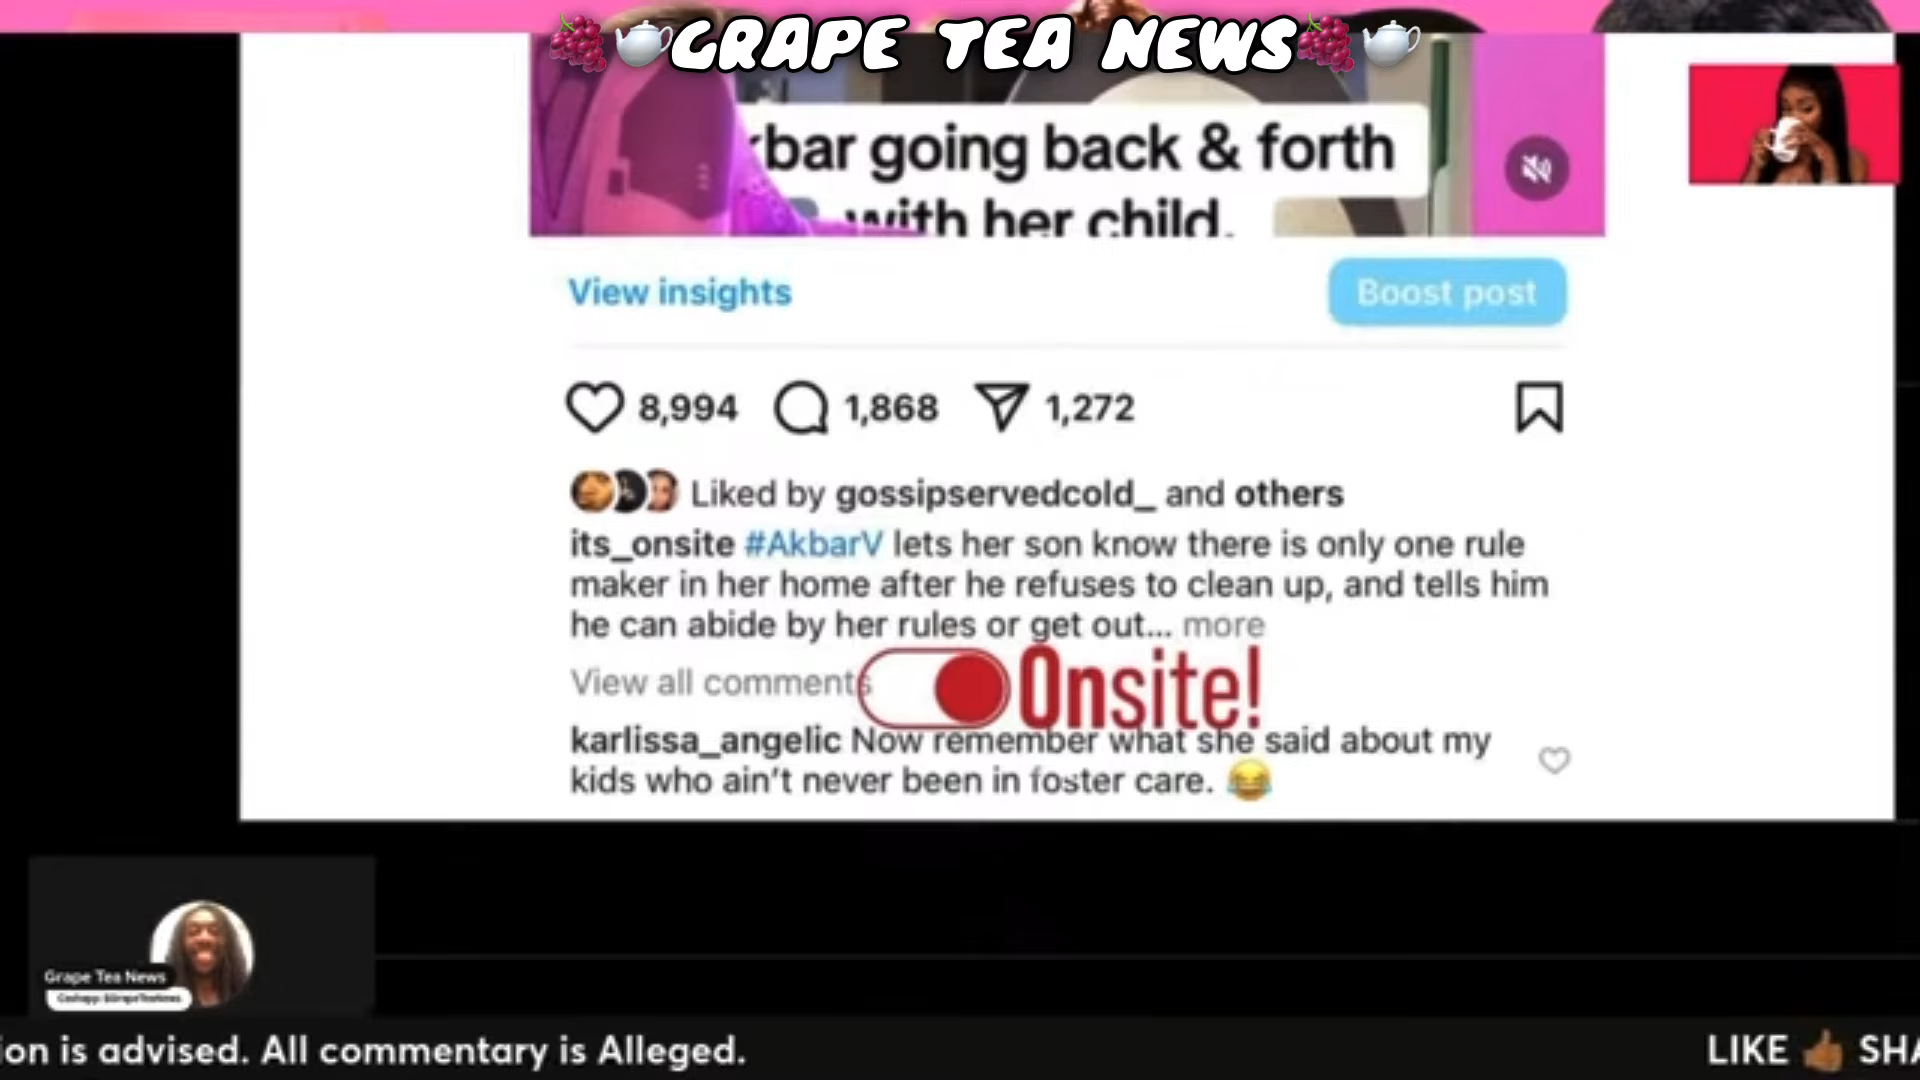 GRAPE TEA NEWS
bar going back & forth
with her child.
View insights
Boost post
8,994 1,868 1,272
Liked by gossipservedcold_ and others
its_onsite #AkbarV lets her son know there is only one rule
maker in her home after he refuses to clean up, and tells him
he can abide by her rules or get out... more
View all comments
Onsite!
karlissa_angelic Now remember what she said about my
kids who ain't never been in foster care. 😂
Grape Tea News
Cashapp: $GrapeTeaNews
ion is advised. All commentary is Alleged.
LIKE 👍🏾 SHA